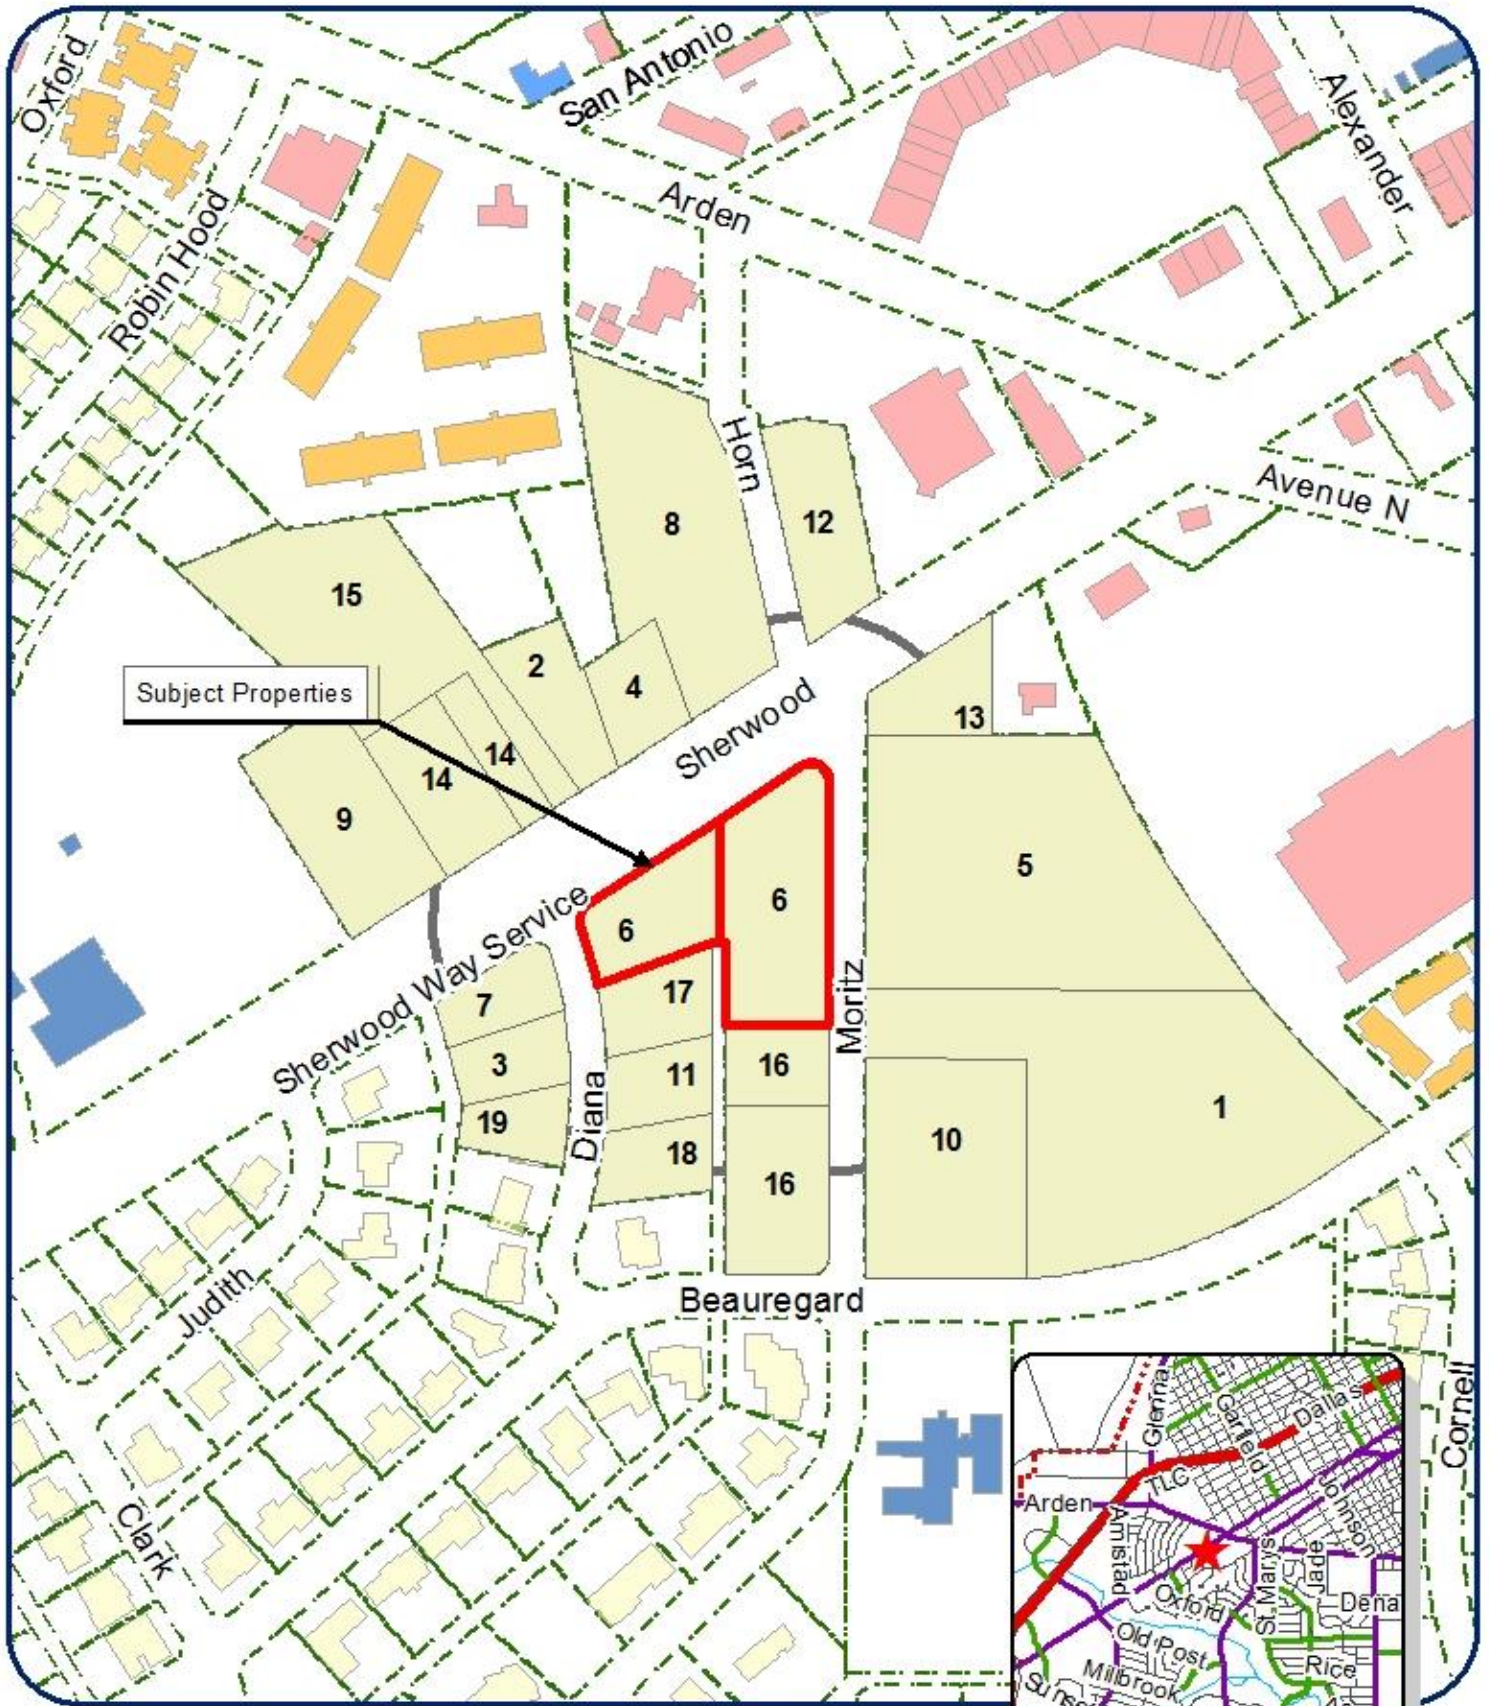 Oxford
San Antonio
Alexander
Arden
Robin Hood
Horn
Avenue N
8
12
15
2
4
Subject Properties
13
Sherwood
14
14
9
5
6
6
Sherwood Way Service
7
17
Moritz
3
11
16
19
Diana
18
10
1
16
Judith
Beauregard
Cornell
Clark
Glenna
Garfield
Dallas
TLC
Arden
Amistad
Johnson
St.Marys
Jade
Oxford
Dena
Old Post
Rice
Millbrook